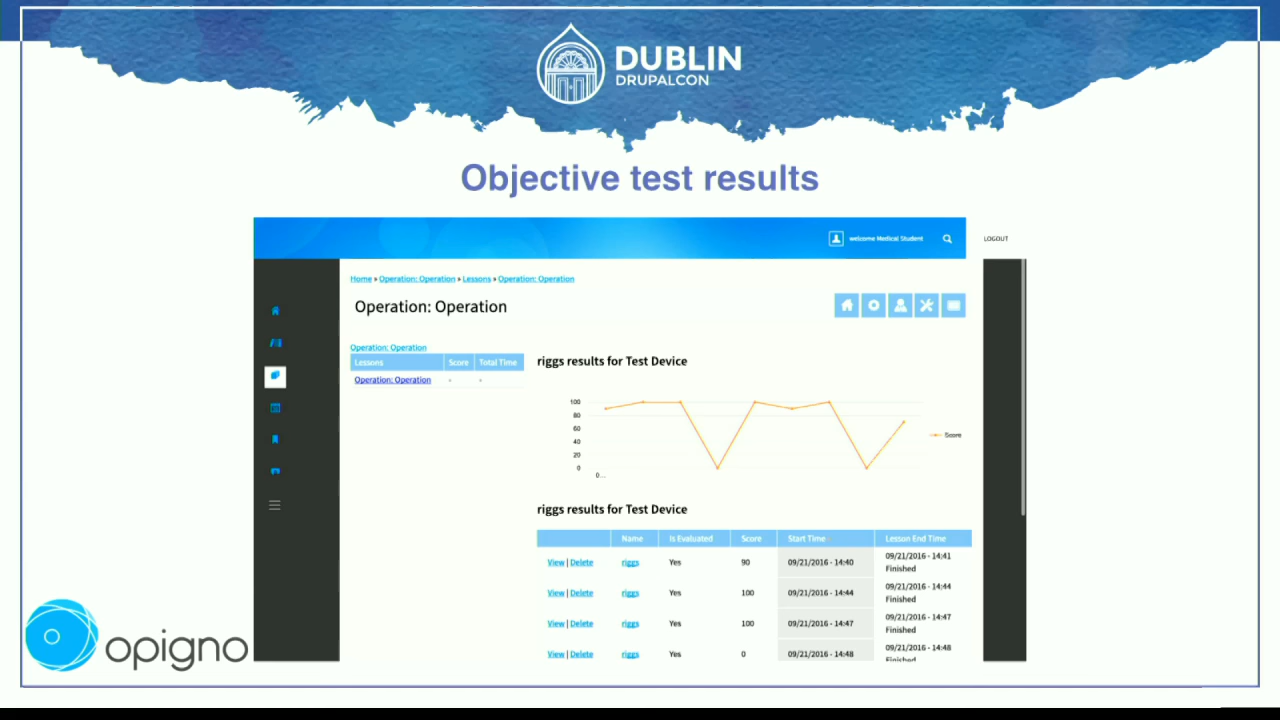 DUBLIN
DRUPALCON
Objective test results
welcome Medical Student
LOGOUT
Home » Operation: Operation » Lessons » Operation: Operation
Operation: Operation
Operation: Operation
Lessons Score Total Time
Operation: Operation - -
riggs results for Test Device
100
80
60
40
20
0
0...
Score
riggs results for Test Device
Name Is Evaluated Score Start Time Lesson End Time
View | Delete riggs Yes 90 09/21/2016 - 14:40 09/21/2016 - 14:41 Finished
View | Delete riggs Yes 100 09/21/2016 - 14:44 09/21/2016 - 14:44 Finished
View | Delete riggs Yes 100 09/21/2016 - 14:47 09/21/2016 - 14:47 Finished
View | Delete riggs Yes 0 09/21/2016 - 14:48 09/21/2016 - 14:48 Finished
opigno